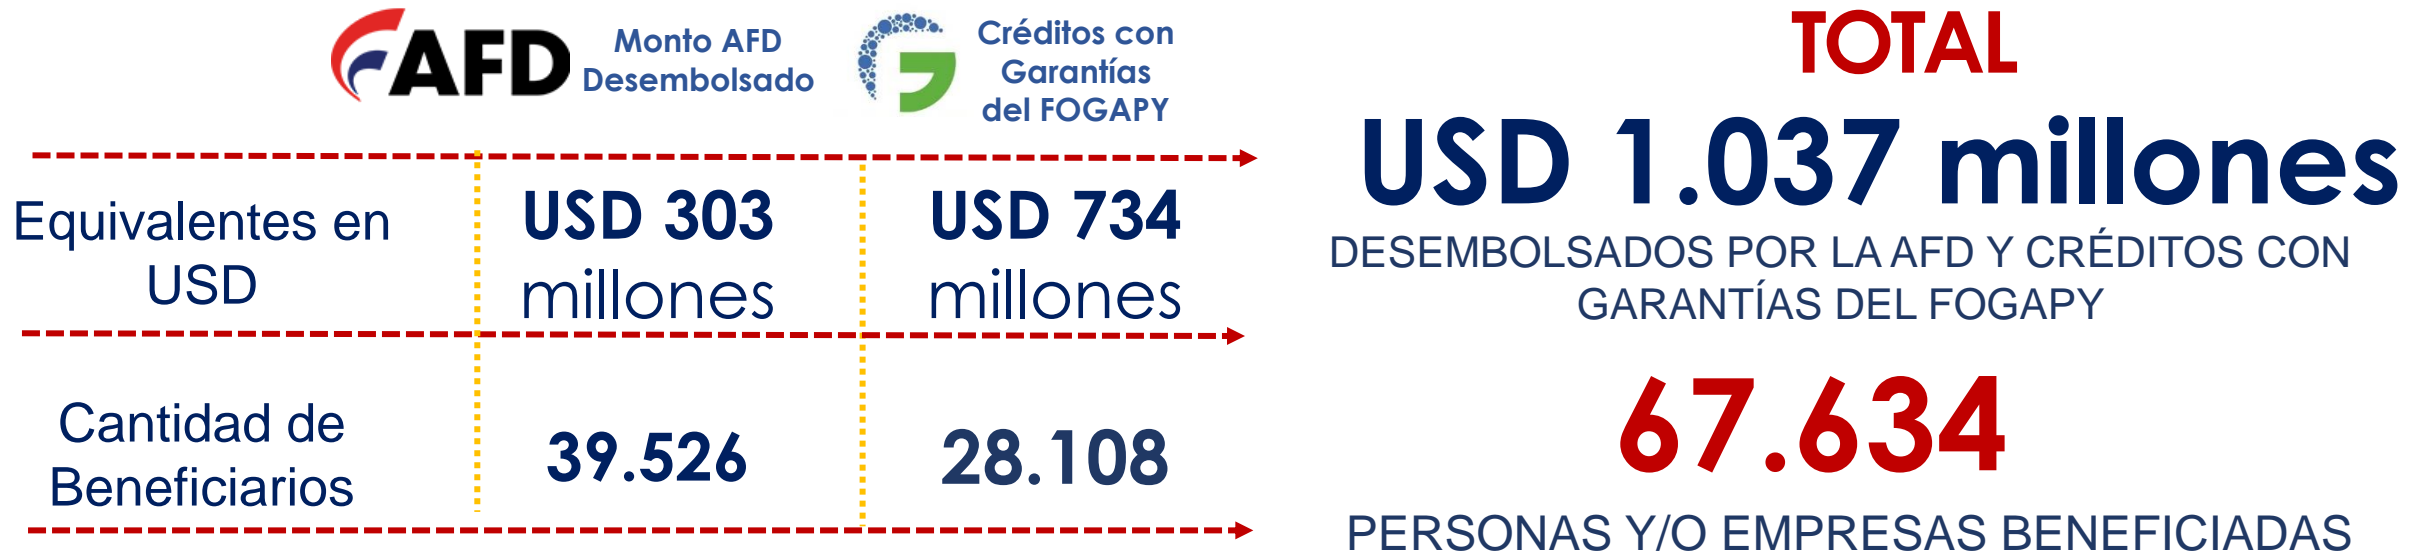 AFD
Monto AFD
Desembolsado
Créditos con
Garantías
del FOGAPY
Equivalentes en
USD
USD 303
millones
USD 734
millones
Cantidad de
Beneficiarios
39.526
28.108
TOTAL
USD 1.037 millones
DESEMBOLSADOS POR LA AFD Y CRÉDITOS CON
GARANTÍAS DEL FOGAPY
67.634
PERSONAS Y/O EMPRESAS BENEFICIADAS